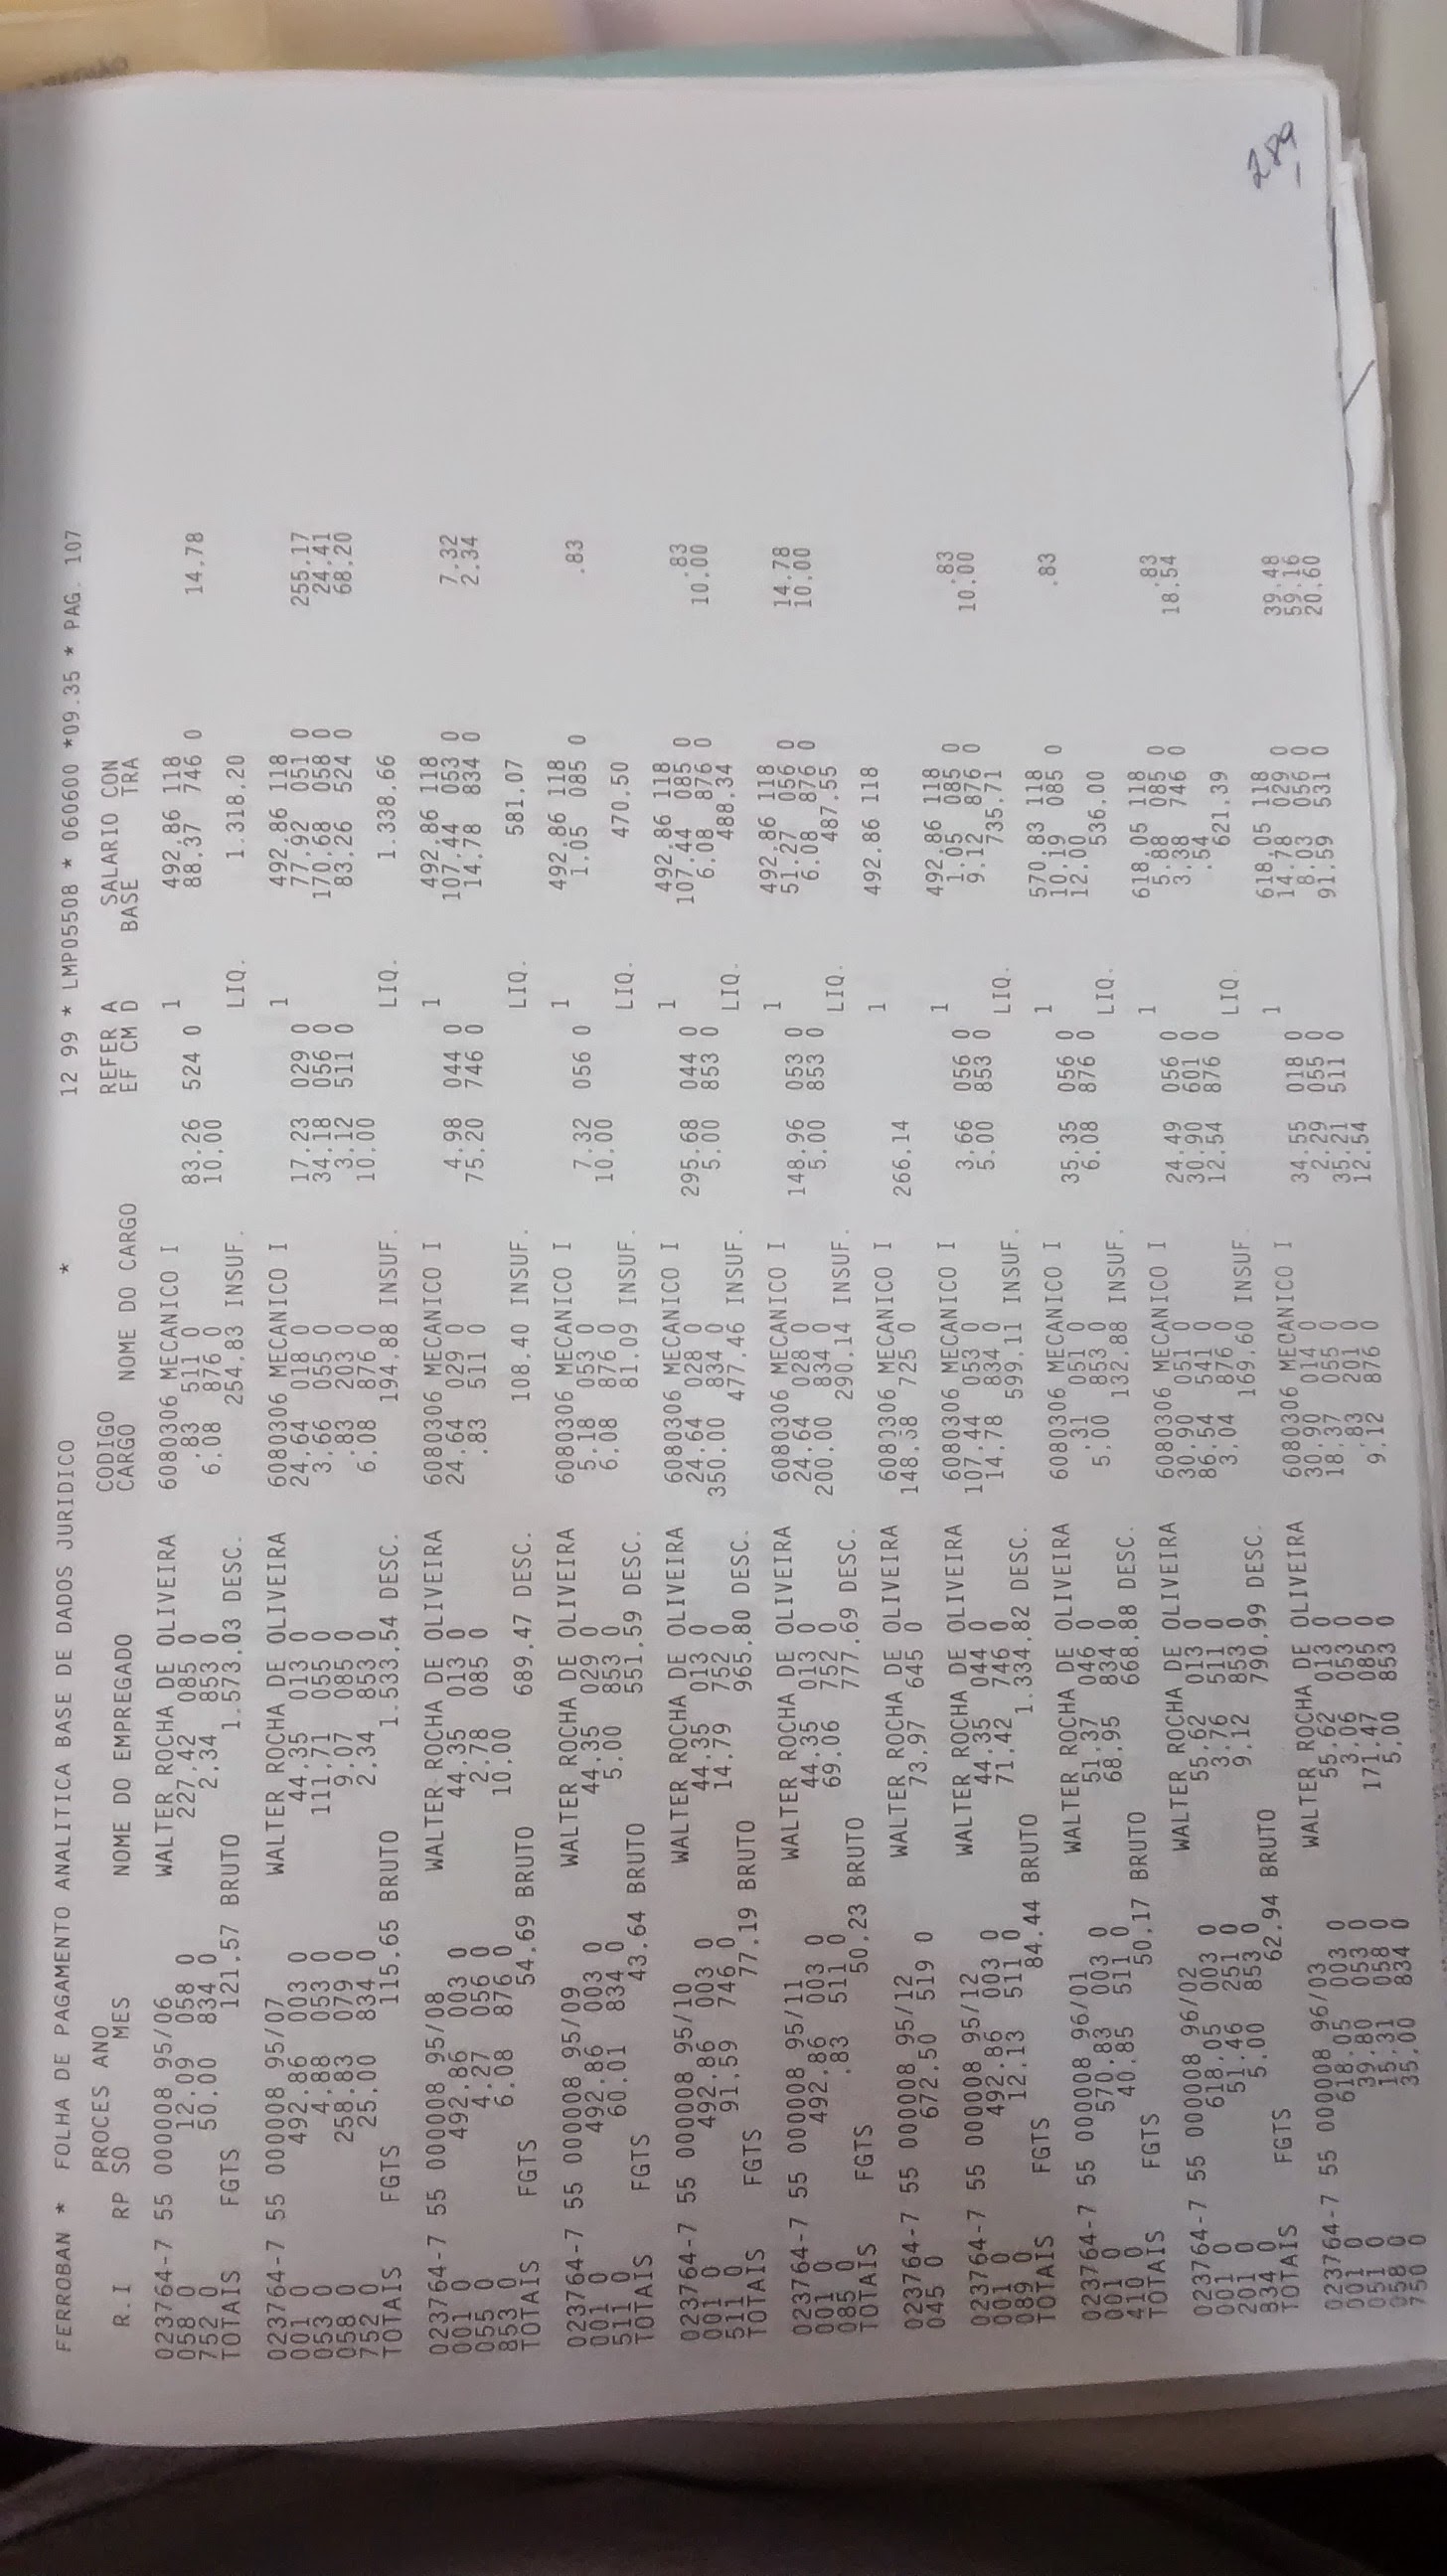 FERROBAN * FOLHA DE PAGAMENTO ANALITICA BASE DE DADOS JURIDICO * 12 99 * LMP05508 * 060600 *09.35 * PAG. 107
R.I RP PROCES ANO NOME DO EMPREGADO CODIGO NOME DO CARGO REFER A SALARIO CON
SO MES CARGO EF CM D BASE TRA
023764-7 55 000008 95/06 WALTER ROCHA DE OLIVEIRA 6080306 MECANICO I 1 492.86 118
058 0 12.09 058 0 227.42 085 0 .83 511 0 83.26 524 0 88.37 746 0 14.78
752 0 50.00 834 0 2.34 853 0 6.08 876 0 10.00
TOTAIS FGTS 121.57 BRUTO 1.573.03 DESC. 254.83 INSUF. LIQ. 1.318.20
023764-7 55 000008 95/07 WALTER ROCHA DE OLIVEIRA 6080306 MECANICO I 1 492.86 118
001 0 492.86 003 0 44.35 013 0 24.64 018 0 17.23 029 0 77.92 051 0 255.17
053 0 4.88 053 0 111.71 055 0 3.66 055 0 34.18 056 0 170.68 058 0 24.41
058 0 258.83 079 0 9.07 085 0 .83 203 0 3.12 511 0 83.26 524 0 68.20
752 0 25.00 834 0 2.34 853 0 6.08 876 0 10.00
TOTAIS FGTS 115.65 BRUTO 1.533.54 DESC. 194.88 INSUF. LIQ. 1.338.66
023764-7 55 000008 95/08 WALTER ROCHA DE OLIVEIRA 6080306 MECANICO I 1 492.86 118
001 0 492.86 003 0 44.35 013 0 24.64 029 0 4.98 044 0 107.44 053 0 7.32
055 0 4.27 056 0 2.78 085 0 .83 511 0 75.20 746 0 14.78 834 0 2.34
853 0 6.08 876 0 10.00
TOTAIS FGTS 54.69 BRUTO 689.47 DESC. 108.40 INSUF. LIQ. 581.07
023764-7 55 000008 95/09 WALTER ROCHA DE OLIVEIRA 6080306 MECANICO I 1 492.86 118
001 0 492.86 003 0 44.35 029 0 5.18 053 0 7.32 056 0 1.05 085 0 .83
511 0 60.01 834 0 5.00 853 0 6.08 876 0 10.00
TOTAIS FGTS 43.64 BRUTO 551.59 DESC. 81.09 INSUF. LIQ. 470.50
023764-7 55 000008 95/10 WALTER ROCHA DE OLIVEIRA 6080306 MECANICO I 1 492.86 118
001 0 492.86 003 0 44.35 013 0 24.64 028 0 295.68 044 0 107.44 085 0 .83
511 0 91.59 746 0 14.79 752 0 350.00 834 0 5.00 853 0 6.08 876 0 10.00
TOTAIS FGTS 77.19 BRUTO 965.80 DESC. 477.46 INSUF. LIQ. 488.34
023764-7 55 000008 95/11 WALTER ROCHA DE OLIVEIRA 6080306 MECANICO I 1 492.86 118
001 0 492.86 003 0 44.35 013 0 24.64 028 0 148.96 053 0 51.27 056 0 14.78
085 0 .83 511 0 69.06 752 0 200.00 834 0 5.00 853 0 6.08 876 0 10.00
TOTAIS FGTS 50.23 BRUTO 777.69 DESC. 290.14 INSUF. LIQ. 487.55
023764-7 55 000008 95/12 WALTER ROCHA DE OLIVEIRA 6080306 MECANICO I 1 492.86 118
045 0 672.50 519 0 73.97 645 0 148.38 725 0 266.14
023764-7 55 000008 95/12 WALTER ROCHA DE OLIVEIRA 6080306 MECANICO I 1 492.86 118
001 0 492.86 003 0 44.35 044 0 107.44 053 0 3.66 056 0 1.05 085 0 .83
089 0 12.13 511 0 71.42 746 0 14.78 834 0 5.00 853 0 9.12 876 0 10.00
TOTAIS FGTS 84.44 BRUTO 1.334.82 DESC. 599.11 INSUF. LIQ. 735.71
023764-7 55 000008 96/01 WALTER ROCHA DE OLIVEIRA 6080306 MECANICO I 1 570.83 118
001 0 570.83 003 0 51.37 046 0 .31 051 0 35.35 056 0 10.19 085 0 .83
410 0 40.85 511 0 68.95 834 0 5.00 853 0 6.08 876 0 12.00
TOTAIS FGTS 50.17 BRUTO 668.88 DESC. 132.88 INSUF. LIQ. 536.00
023764-7 55 000008 96/02 WALTER ROCHA DE OLIVEIRA 6080306 MECANICO I 1 618.05 118
001 0 618.05 003 0 55.62 013 0 30.90 051 0 24.49 056 0 5.88 085 0 .83
201 0 51.46 251 0 3.76 511 0 86.54 541 0 30.90 601 0 3.38 746 0 18.54
834 0 5.00 853 0 9.12 853 0 3.04 876 0 12.54 876 0 .54
TOTAIS FGTS 62.94 BRUTO 790.99 DESC. 169.60 INSUF. LIQ. 621.39
023764-7 55 000008 96/03 WALTER ROCHA DE OLIVEIRA 6080306 MECANICO I 1 618.05 118
001 0 618.05 003 0 55.62 013 0 30.90 014 0 34.55 018 0 14.78 029 0 39.48
051 0 39.80 053 0 3.06 053 0 18.37 055 0 2.29 055 0 8.03 056 0 59.16
058 0 15.31 058 0 171.47 085 0 .83 201 0 35.21 511 0 91.59 531 0 20.60
750 0 35.00 834 0 5.00 853 0 9.12 876 0 12.54
289